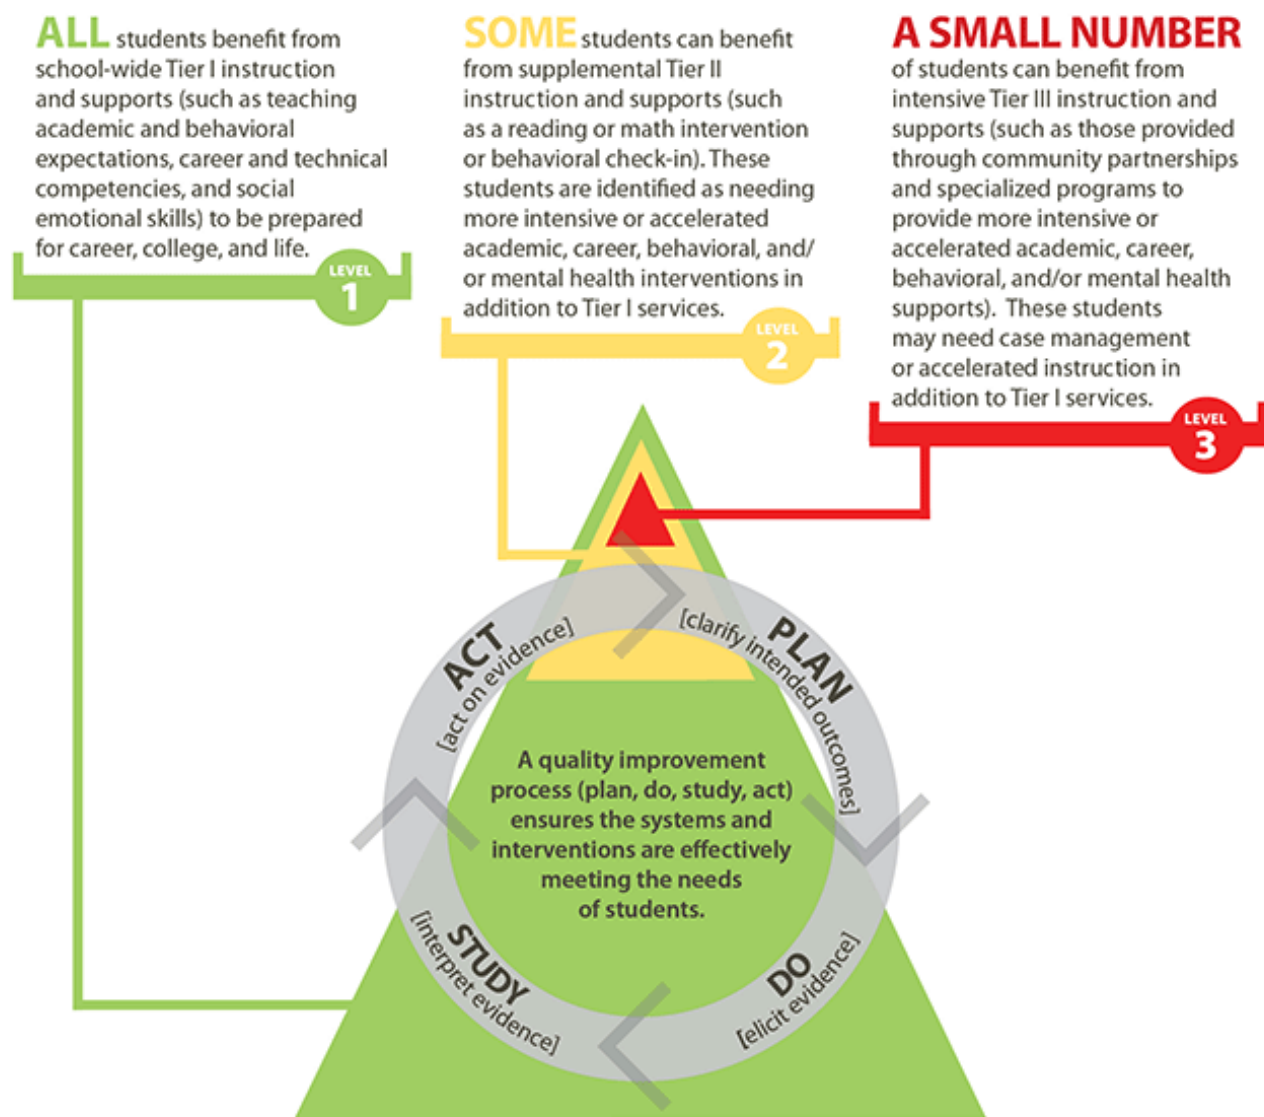 ALL students benefit from
school-wide Tier I instruction
and supports (such as teaching
academic and behavioral
expectations, career and technical
competencies, and social
emotional skills) to be prepared
for career, college, and life.
LEVEL
1
SOME students can benefit
from supplemental Tier II
instruction and supports (such
as a reading or math intervention
or behavioral check-in). These
students are identified as needing
more intensive or accelerated
academic, career, behavioral, and/
or mental health interventions in
addition to Tier I services.
LEVEL
2
A SMALL NUMBER
of students can benefit from
intensive Tier III instruction and
supports (such as those provided
through community partnerships
and specialized programs to
provide more intensive or
accelerated academic, career,
behavioral, and/or mental health
supports). These students
may need case management
or accelerated instruction in
addition to Tier I services.
LEVEL
3
PLAN
[clarify intended outcomes]
DO
[elicit evidence]
STUDY
[interpret evidence]
ACT
[act on evidence]
A quality improvement
process (plan, do, study, act)
ensures the systems and
interventions are effectively
meeting the needs
of students.